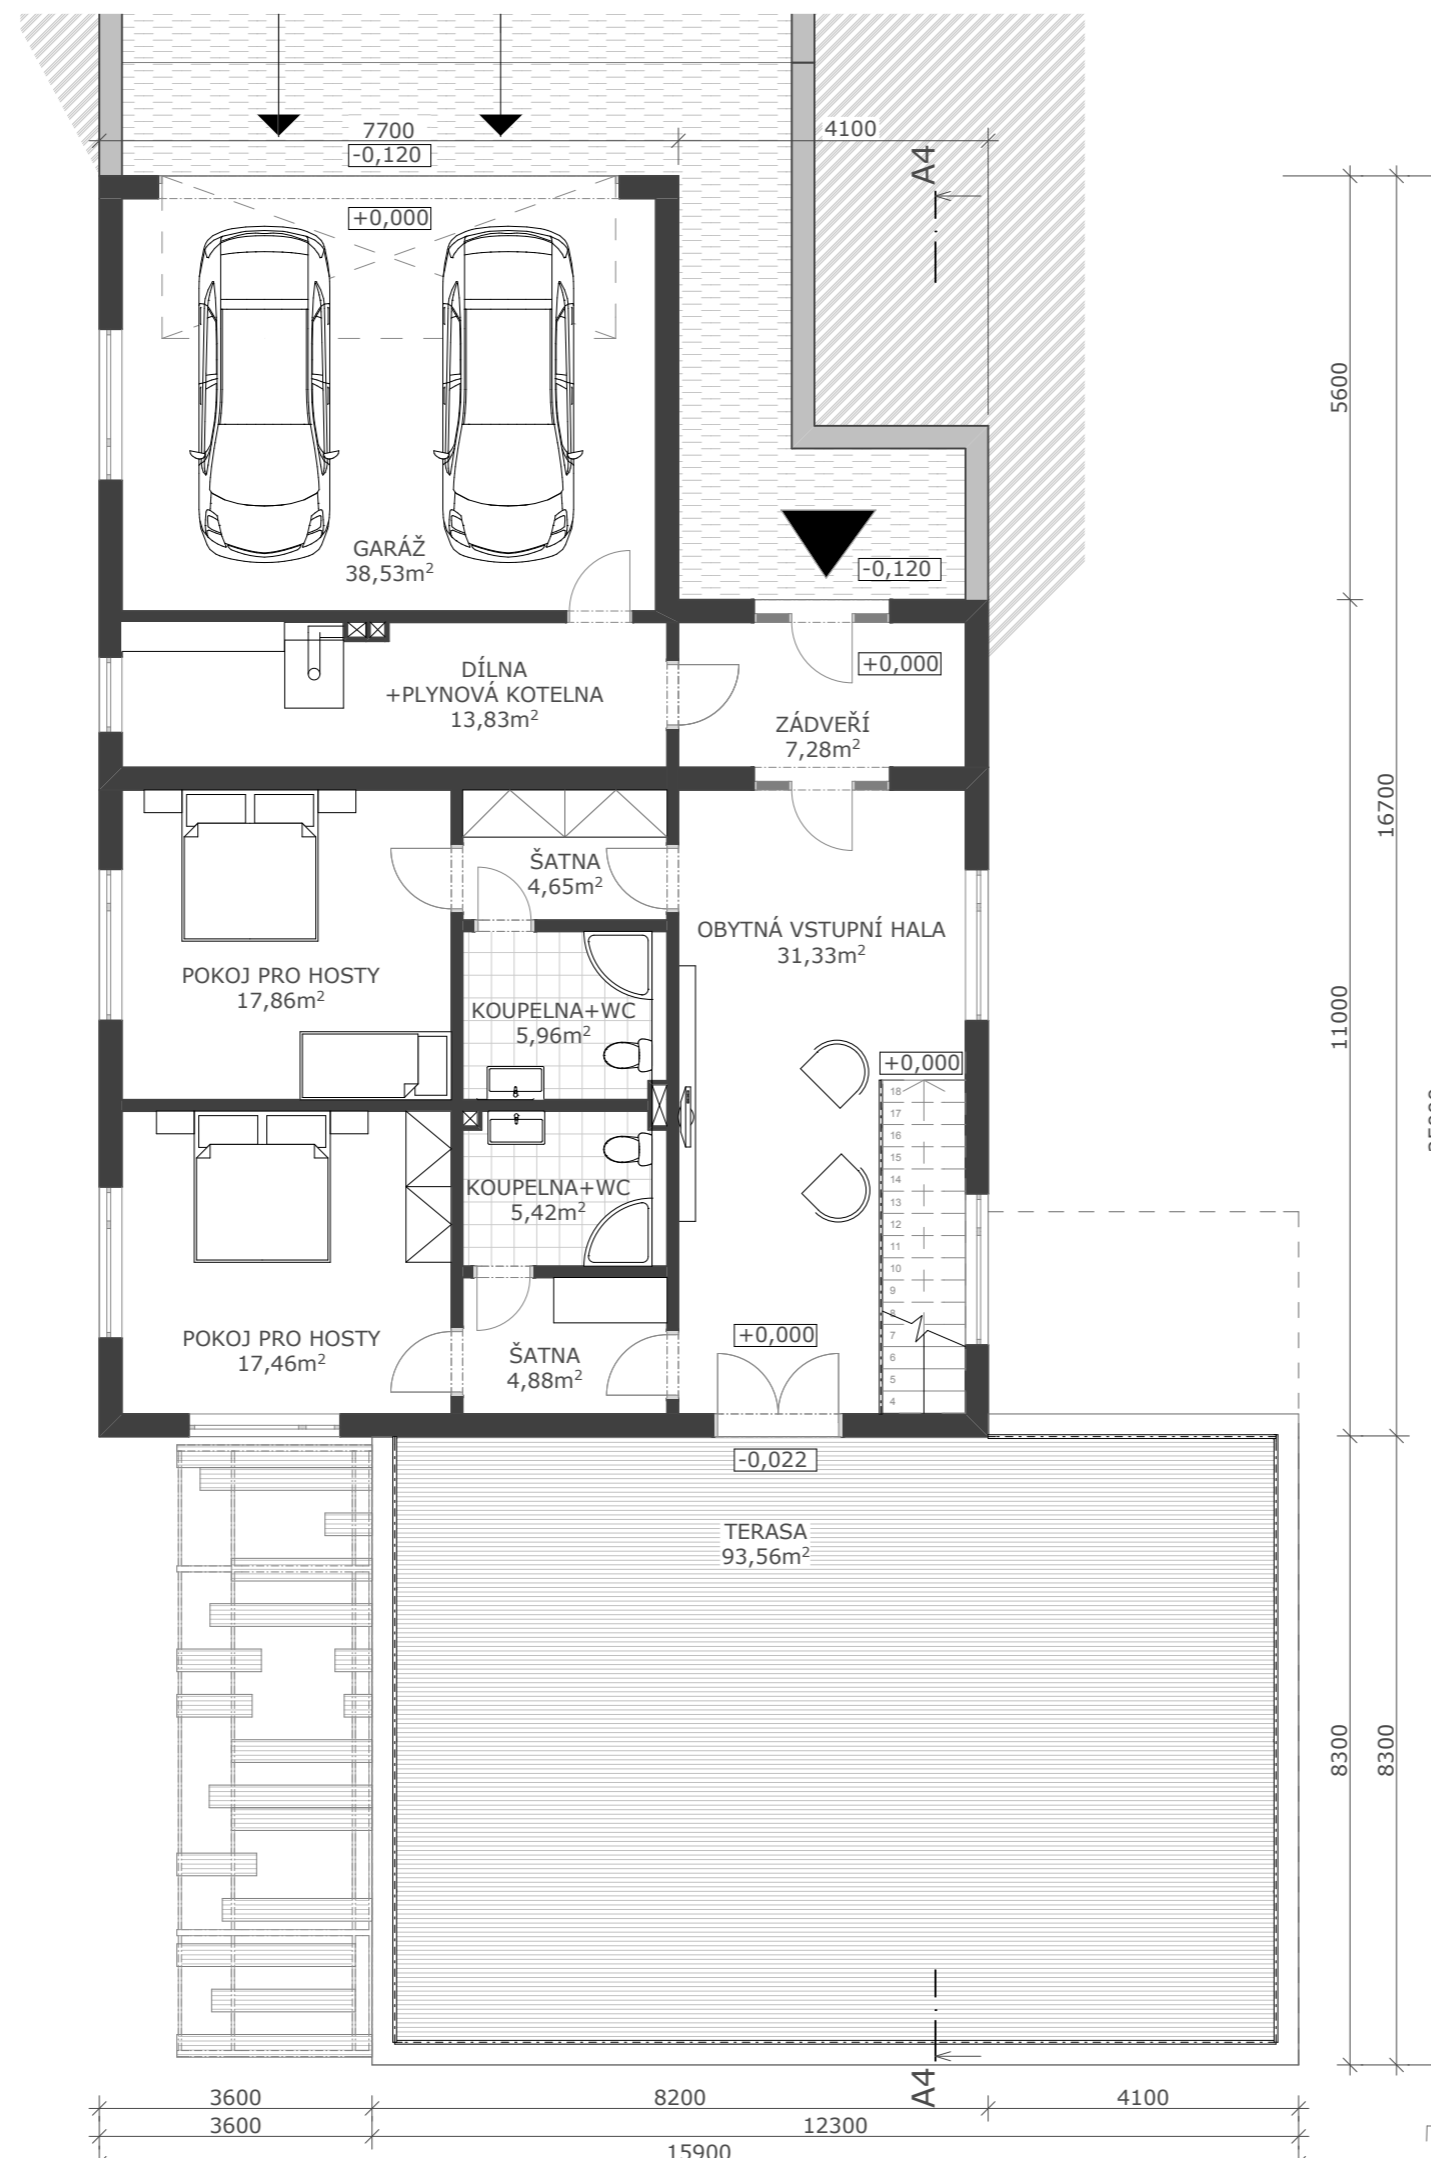 7700
4100
-0,120
A4
+0,000
5600
GARÁŽ
38,53m²
-0,120
DÍLNA
+PLYNOVÁ KOTELNA
13,83m²
+0,000
ZÁDVEŘÍ
7,28m²
16700
ŠATNA
4,65m²
OBYTNÁ VSTUPNÍ HALA
31,33m²
POKOJ PRO HOSTY
17,86m²
KOUPELNA+WC
5,96m²
11000
+0,000
18
17
16
15
14
13
12
11
10
9
8
7
6
5
4
KOUPELNA+WC
5,42m²
+0,000
POKOJ PRO HOSTY
17,46m²
ŠATNA
4,88m²
-0,022
TERASA
93,56m²
8300
8300
A4
3600
8200
4100
3600
12300
15900